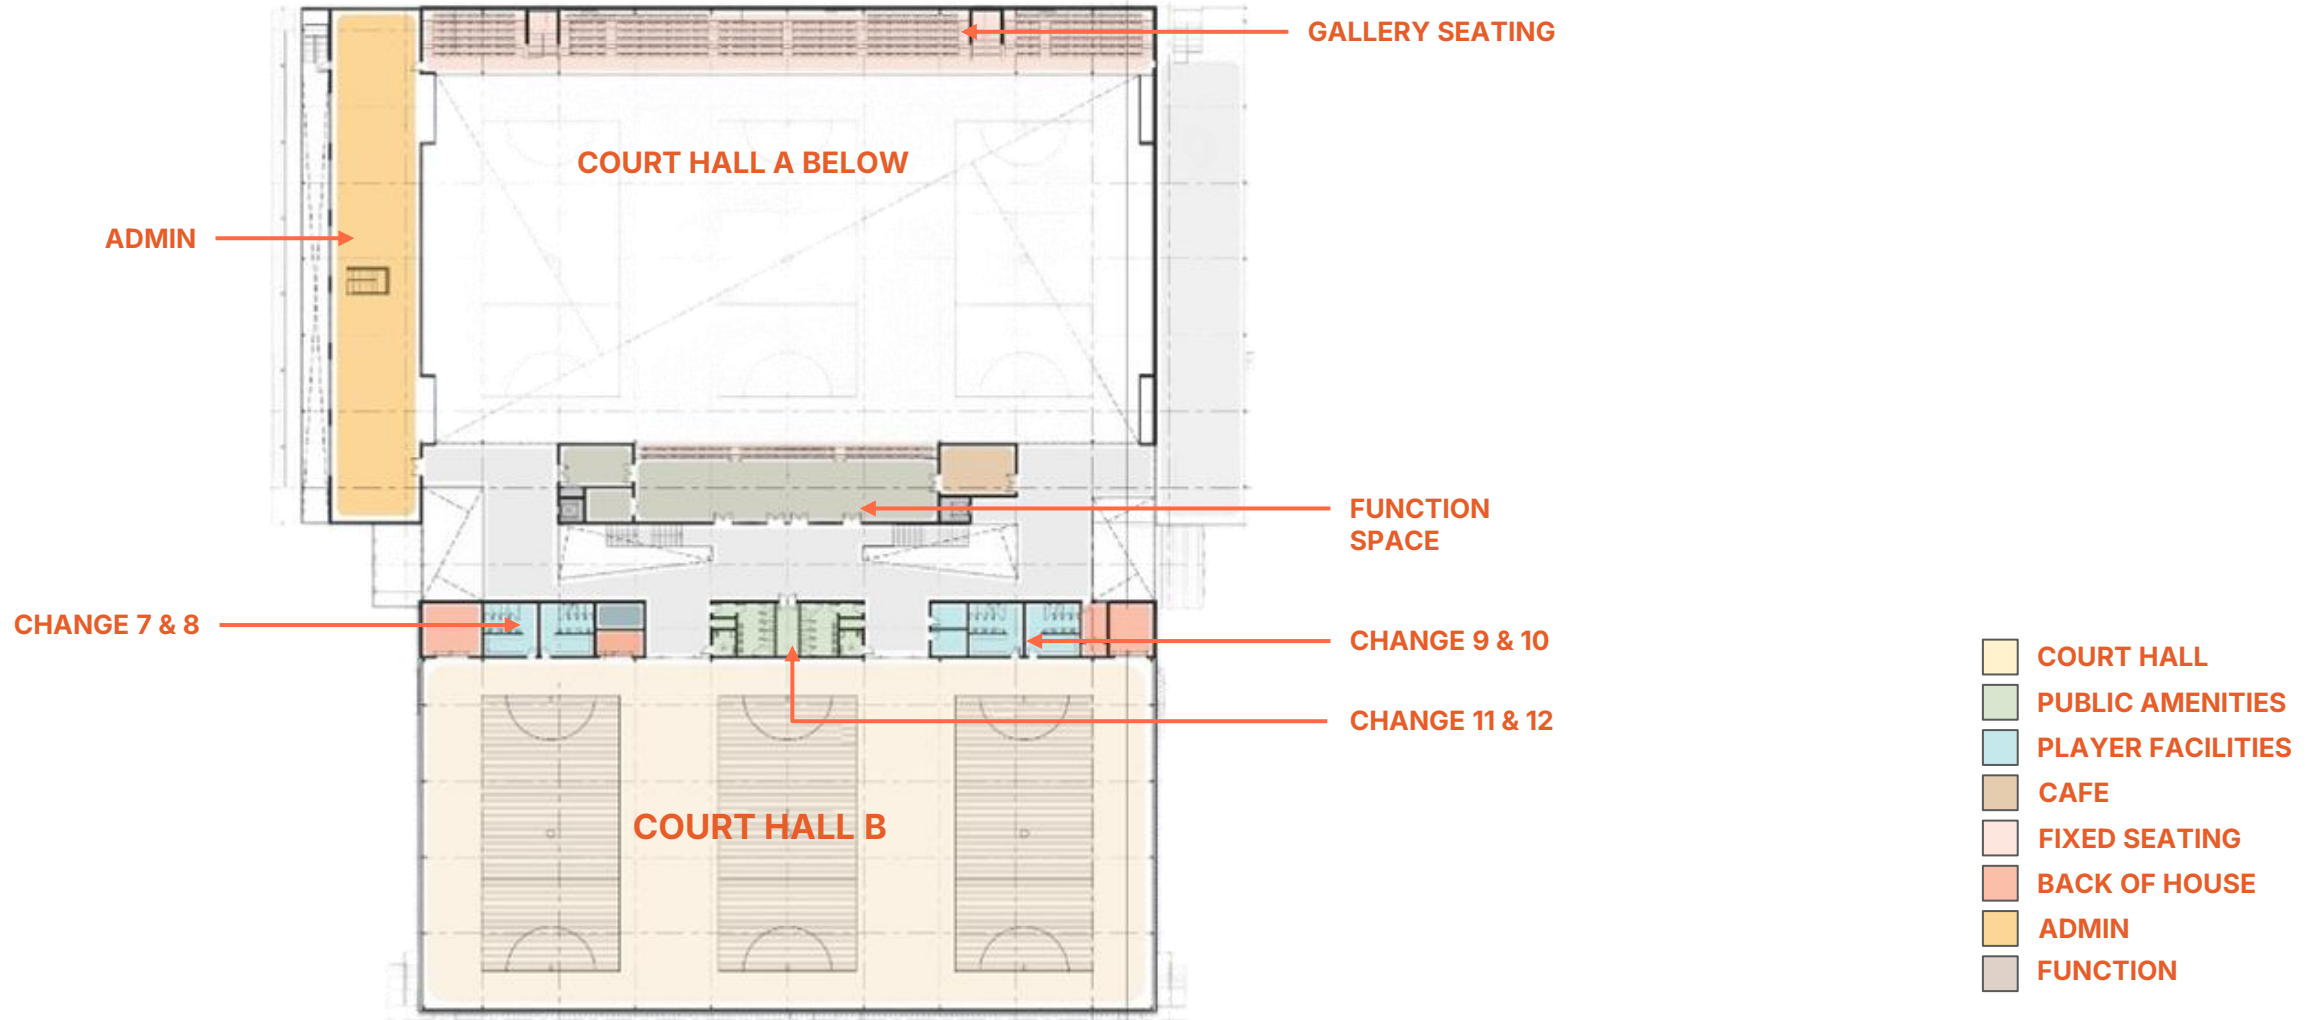 GALLERY SEATING
COURT HALL A BELOW
ADMIN
FUNCTION
SPACE
CHANGE 7 & 8
CHANGE 9 & 10
CHANGE 11 & 12
COURT HALL B
COURT HALL
PUBLIC AMENITIES
PLAYER FACILITIES
CAFE
FIXED SEATING
BACK OF HOUSE
ADMIN
FUNCTION